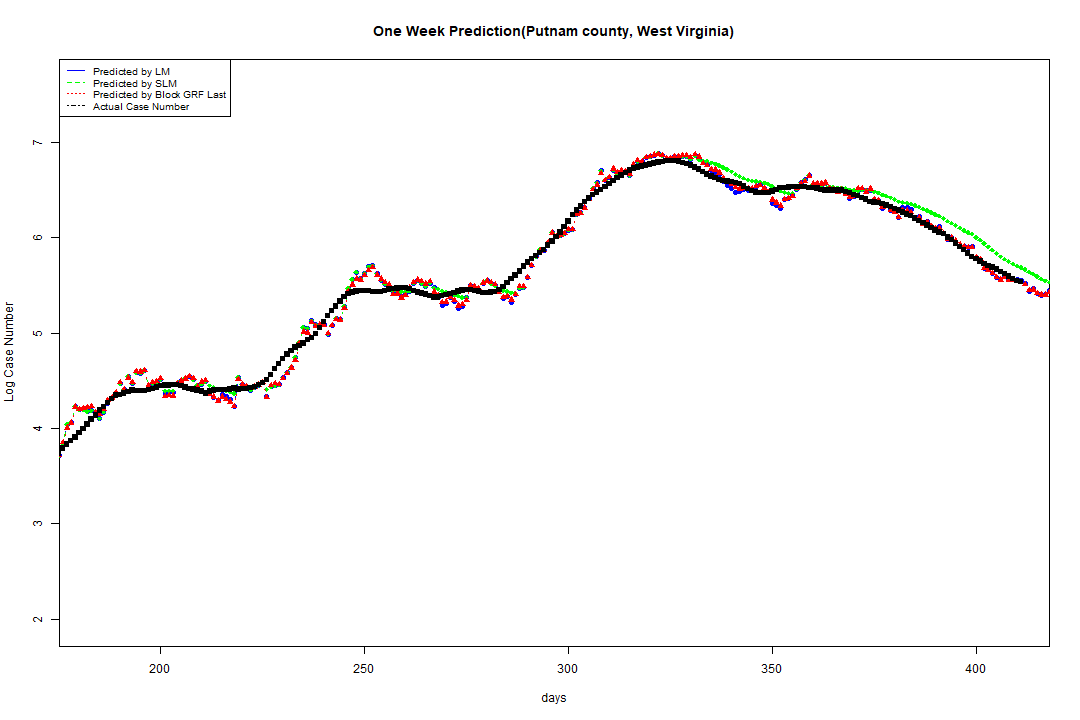 One Week Prediction(Putnam county, West Virginia)
Predicted by LM
Predicted by SLM
Predicted by Block GRF Last
Actual Case Number
7
6
5
4
3
2
Log Case Number
200 250 300 350 400
days